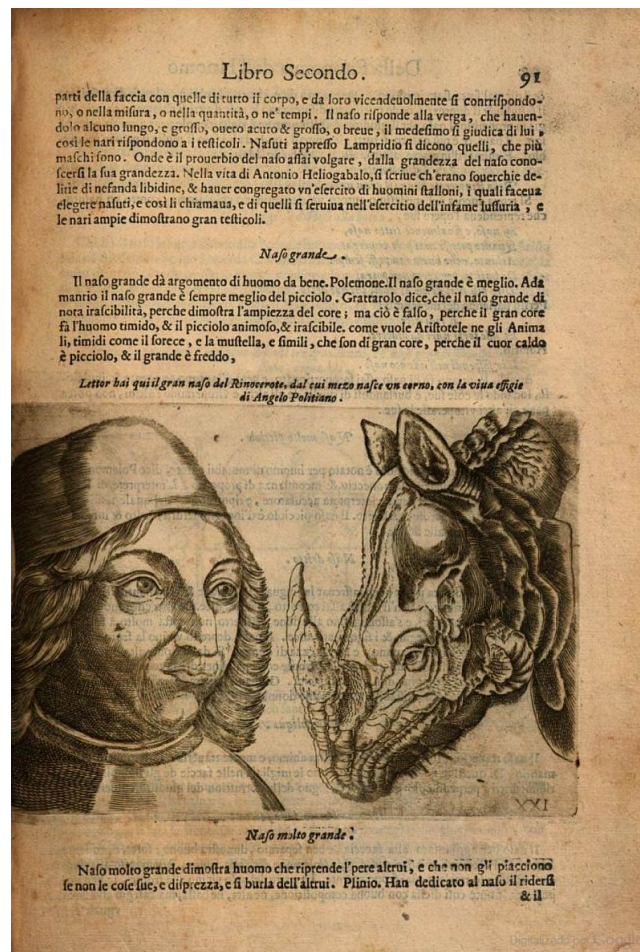 Libro Secondo. 91
parti della faccia con quelle di tutto il corpo, e da loro vicendeuolmente si contrispondo-
no, o nella misura, o nella quantità, o ne' tempi. Il naso risponde alla verga, che hauen-
dolo alcuno lungo, e grosso, ouero acuto & grosso, o breue, il medesimo si giudica di lui,
così le nari rispondono a i testicoli. Nasuti appresso Lampridio si dicono quelli, che più
maschi sono. Onde è il prouerbio del naso assai volgare, dalla grandezza del naso cono-
scersi la sua grandezza. Nella vita di Antonio Heliogabalo, si scriue ch'erano souerchie de-
litie di nefanda libidine, & hauer congregato vn'esercito di huomini stalloni, i quali faceua
elegere nasuti, e così li chiamaua, e di quelli si seruiua nell'esercitio dell'infame lussuria, e
le nari ampie dimostrano gran testicoli.
Naso grande.
Il naso grande dà argomento di huomo da bene. Polemone. Il naso grande è meglio. Ada
mantio il naso grande è sempre meglio del picciolo. Grattarolo dice, che il naso grande di
nota irascibilità, perche dimostra l'ampiezza del core; ma ciò è falso, perche il gran core
fà l'huomo timido, & il picciolo animoso, & irascibile. come vuole Aristotele ne gli Anima
li, timidi come il sorece, e la mustella, e simili, che son di gran core, perche il cuor caldo
è picciolo, & il grande è freddo,
Lettor hai qui il gran naso del Rinocerote, dal cui mezo nasce vn corno, con la viua effigie
di Angelo Politiano.
XXI
Naso molto grande.
Naso molto grande dimostra huomo che riprende l'pere altrui, e che non gli piacciono
se non le cose sue, e disprezza, e si burla dell'altrui. Plinio. Han dedicato al naso il ridersi
& il